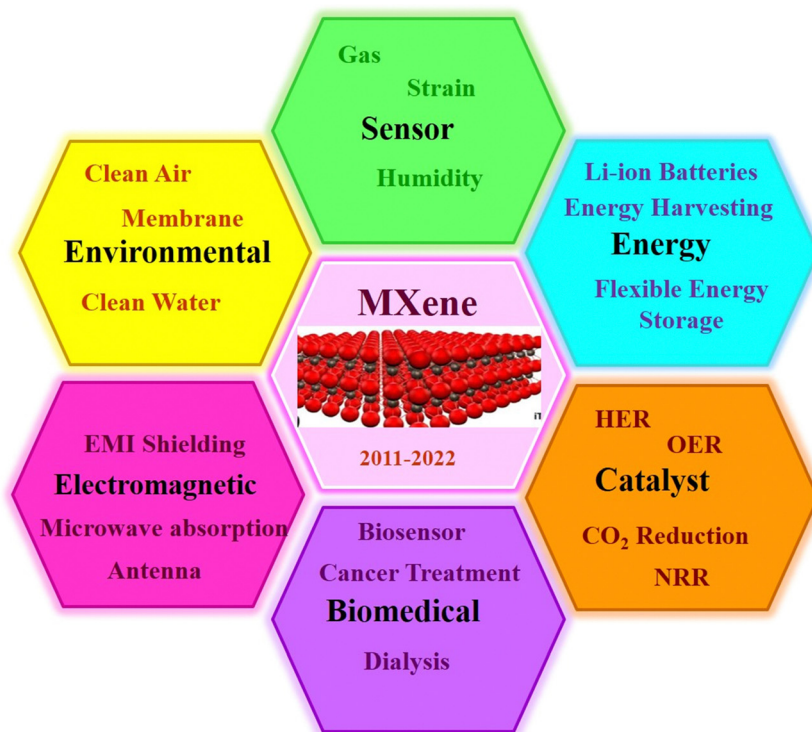 Gas
Strain
Sensor
Humidity
Clean Air
Membrane
Environmental
Clean Water
Li-ion Batteries
Energy Harvesting
Energy
Flexible Energy
Storage
MXene
2011-2022
EMI Shielding
Electromagnetic
Microwave absorption
Antenna
HER
OER
Catalyst
CO₂ Reduction
NRR
Biosensor
Cancer Treatment
Biomedical
Dialysis